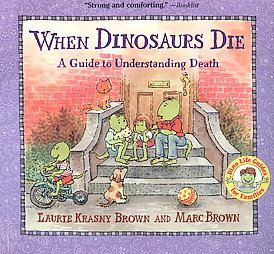 "Strong and comforting." —Booklist
WHEN DINOSAURS DIE
A Guide to Understanding Death
Dino Life Guides
for Families
LAURIE KRASNY BROWN AND MARC BROWN